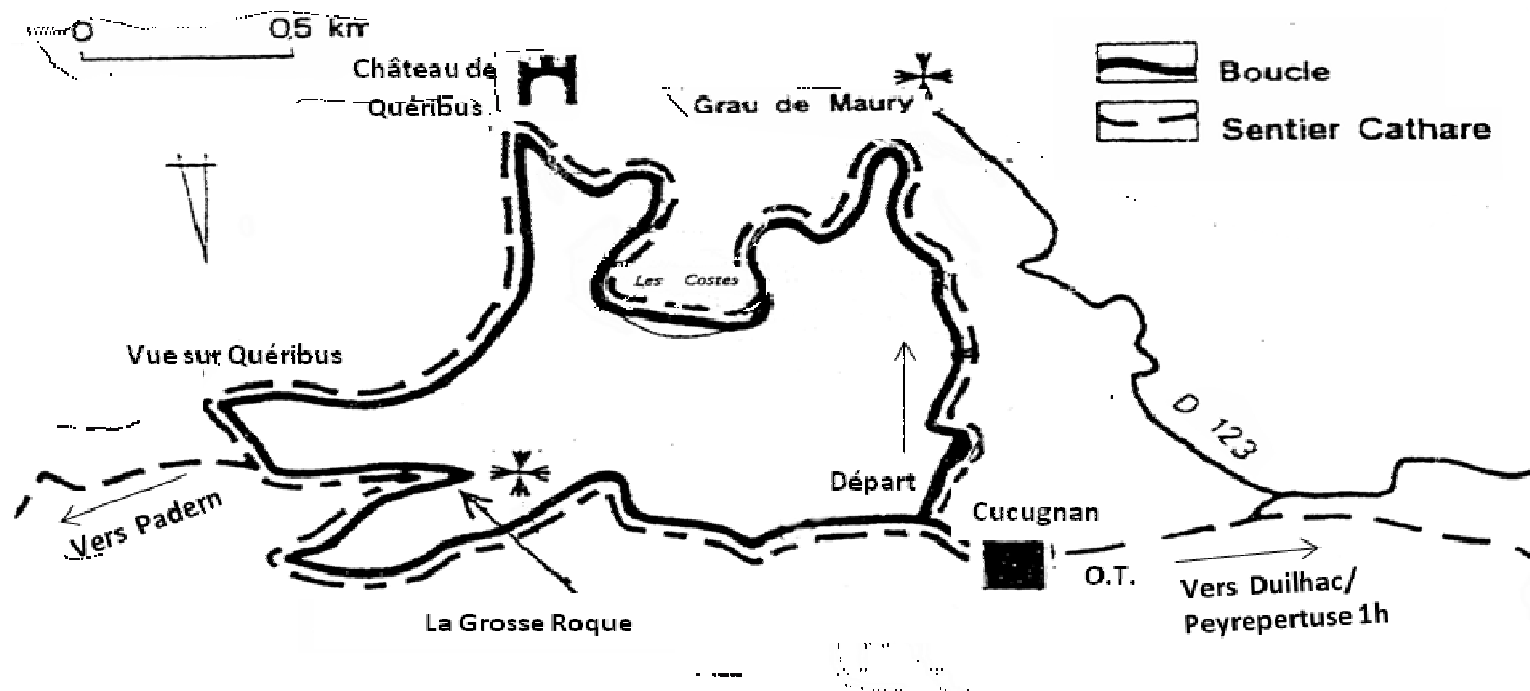 0 0,5 km
Château de
Quéribus
Grau de Maury
Boucle
Sentier Cathare
Les Costes
Vue sur Quéribus
D 123
Départ
Cucugnan
Vers Padern
O.T.
Vers Duilhac/
Peyrepertuse 1h
La Grosse Roque